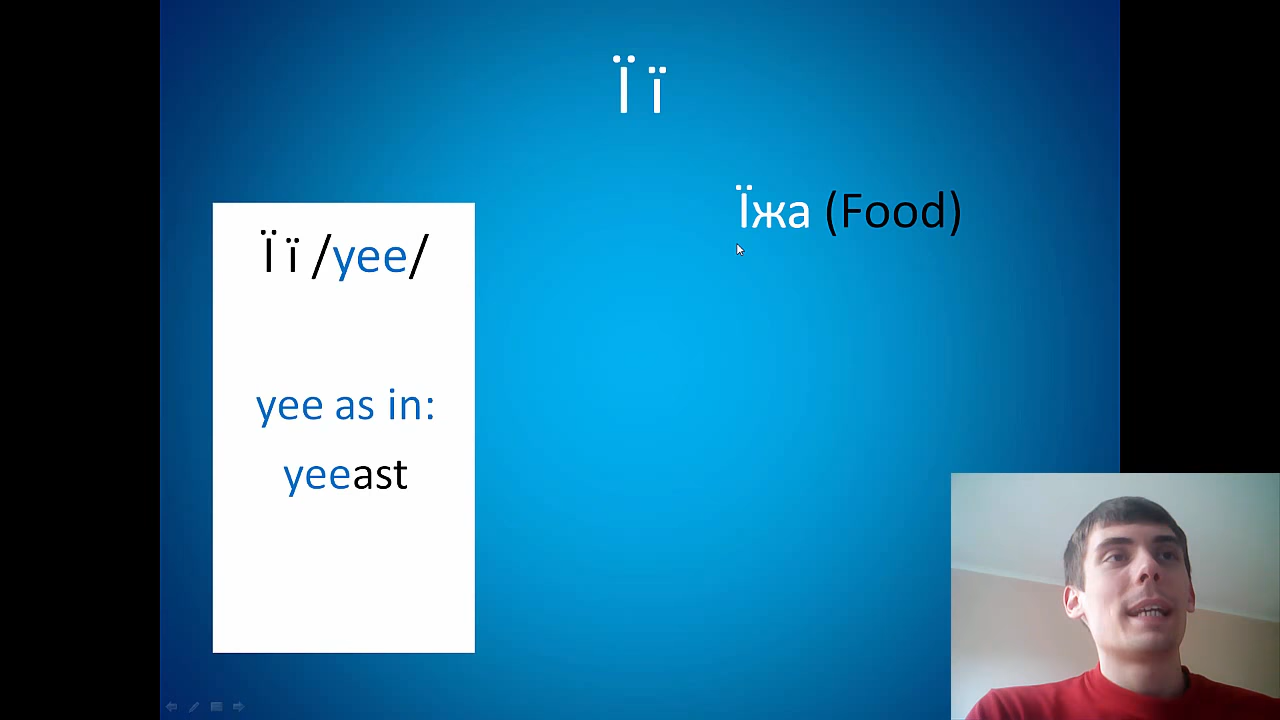 Ї ї
Їжа (Food)
Ї ї /yee/
yee as in:
yeeast